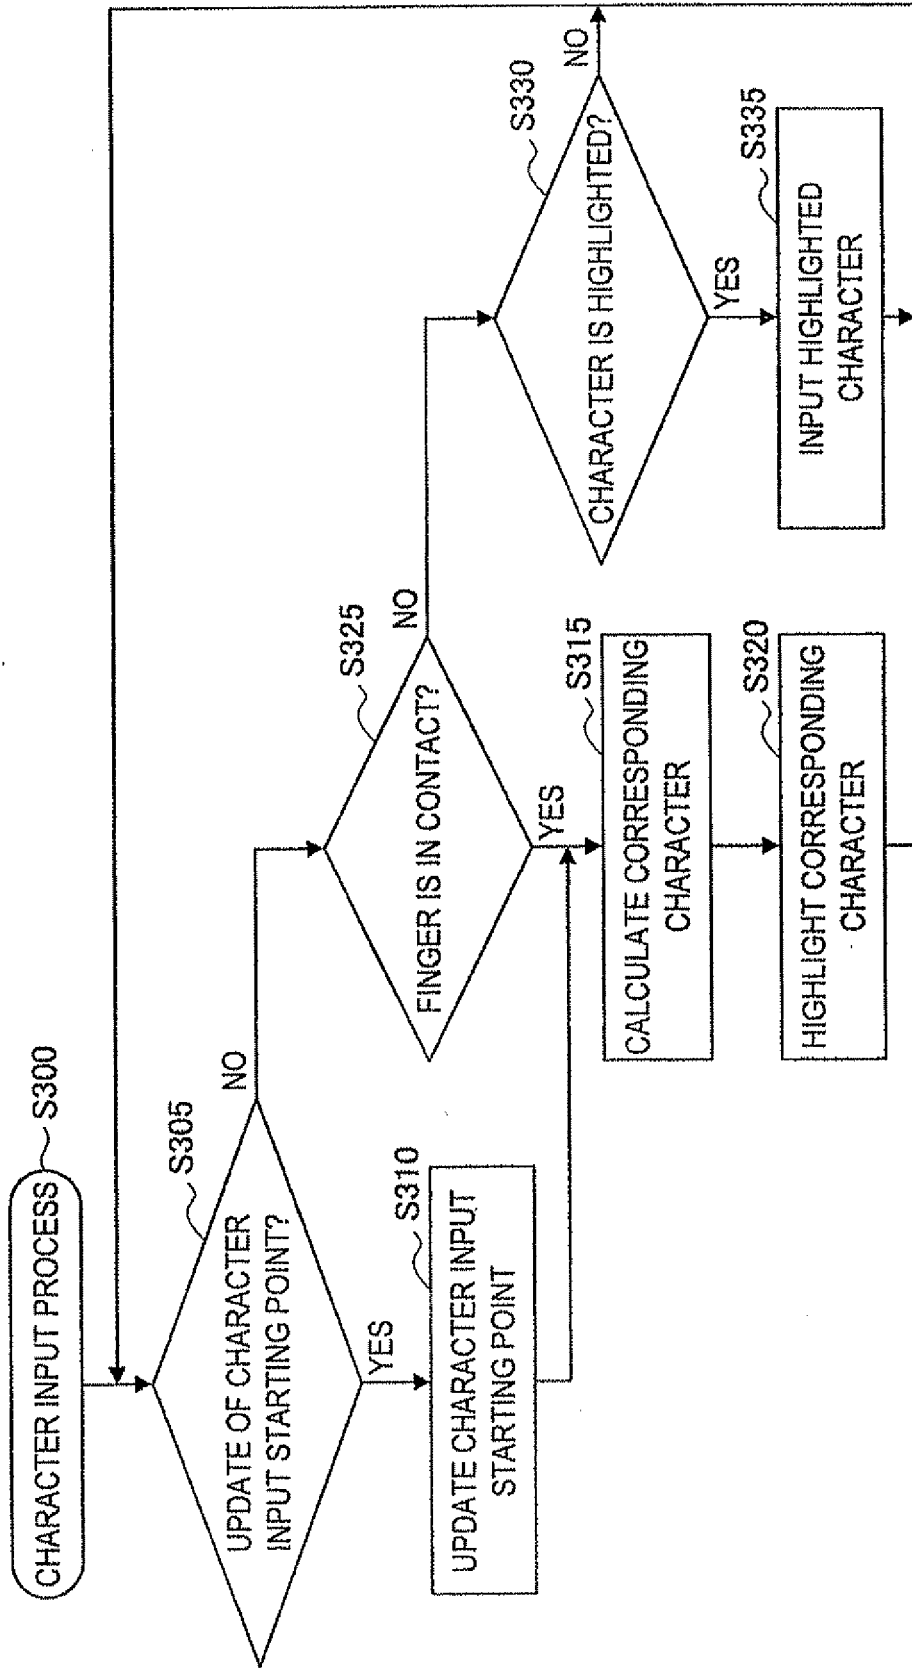 CHARACTER INPUT PROCESS
S300
UPDATE OF CHARACTER
INPUT STARTING POINT?
S305
NO
YES
UPDATE CHARACTER INPUT
STARTING POINT
S310
FINGER IS IN CONTACT?
S325
NO
YES
CALCULATE CORRESPONDING
CHARACTER
S315
HIGHLIGHT CORRESPONDING
CHARACTER
S320
CHARACTER IS HIGHLIGHTED?
S330
NO
YES
INPUT HIGHLIGHTED
CHARACTER
S335